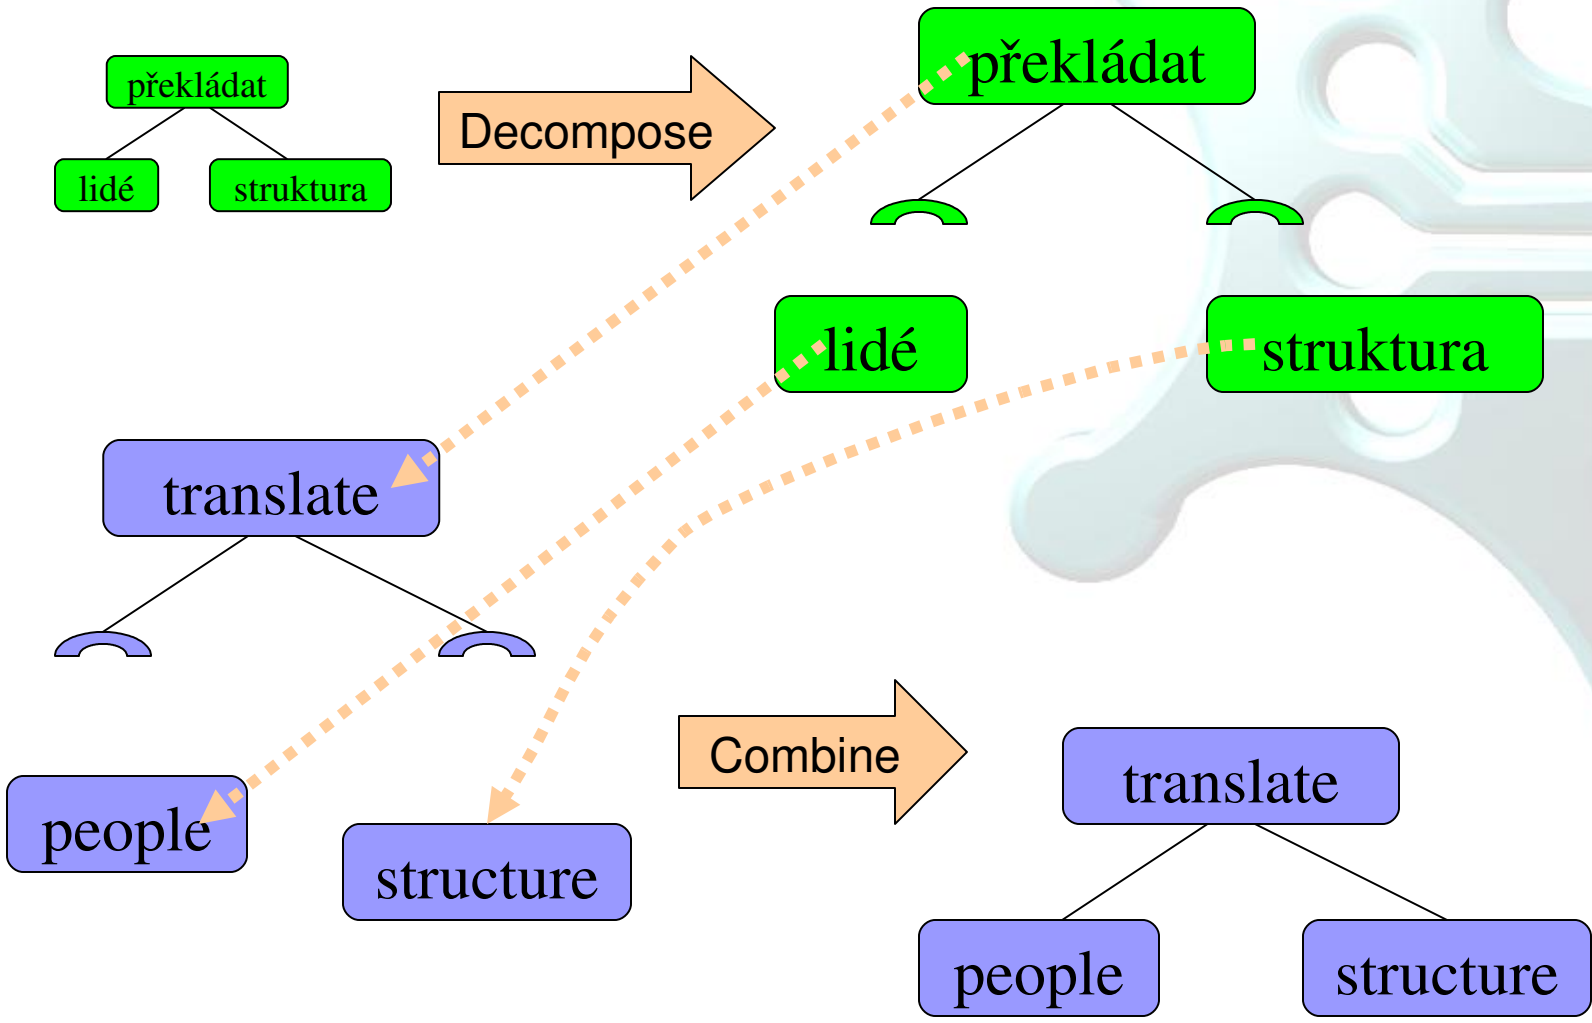 překládat
lidé
struktura
Decompose
překládat
lidé
struktura
translate
people
structure
Combine
translate
people
structure